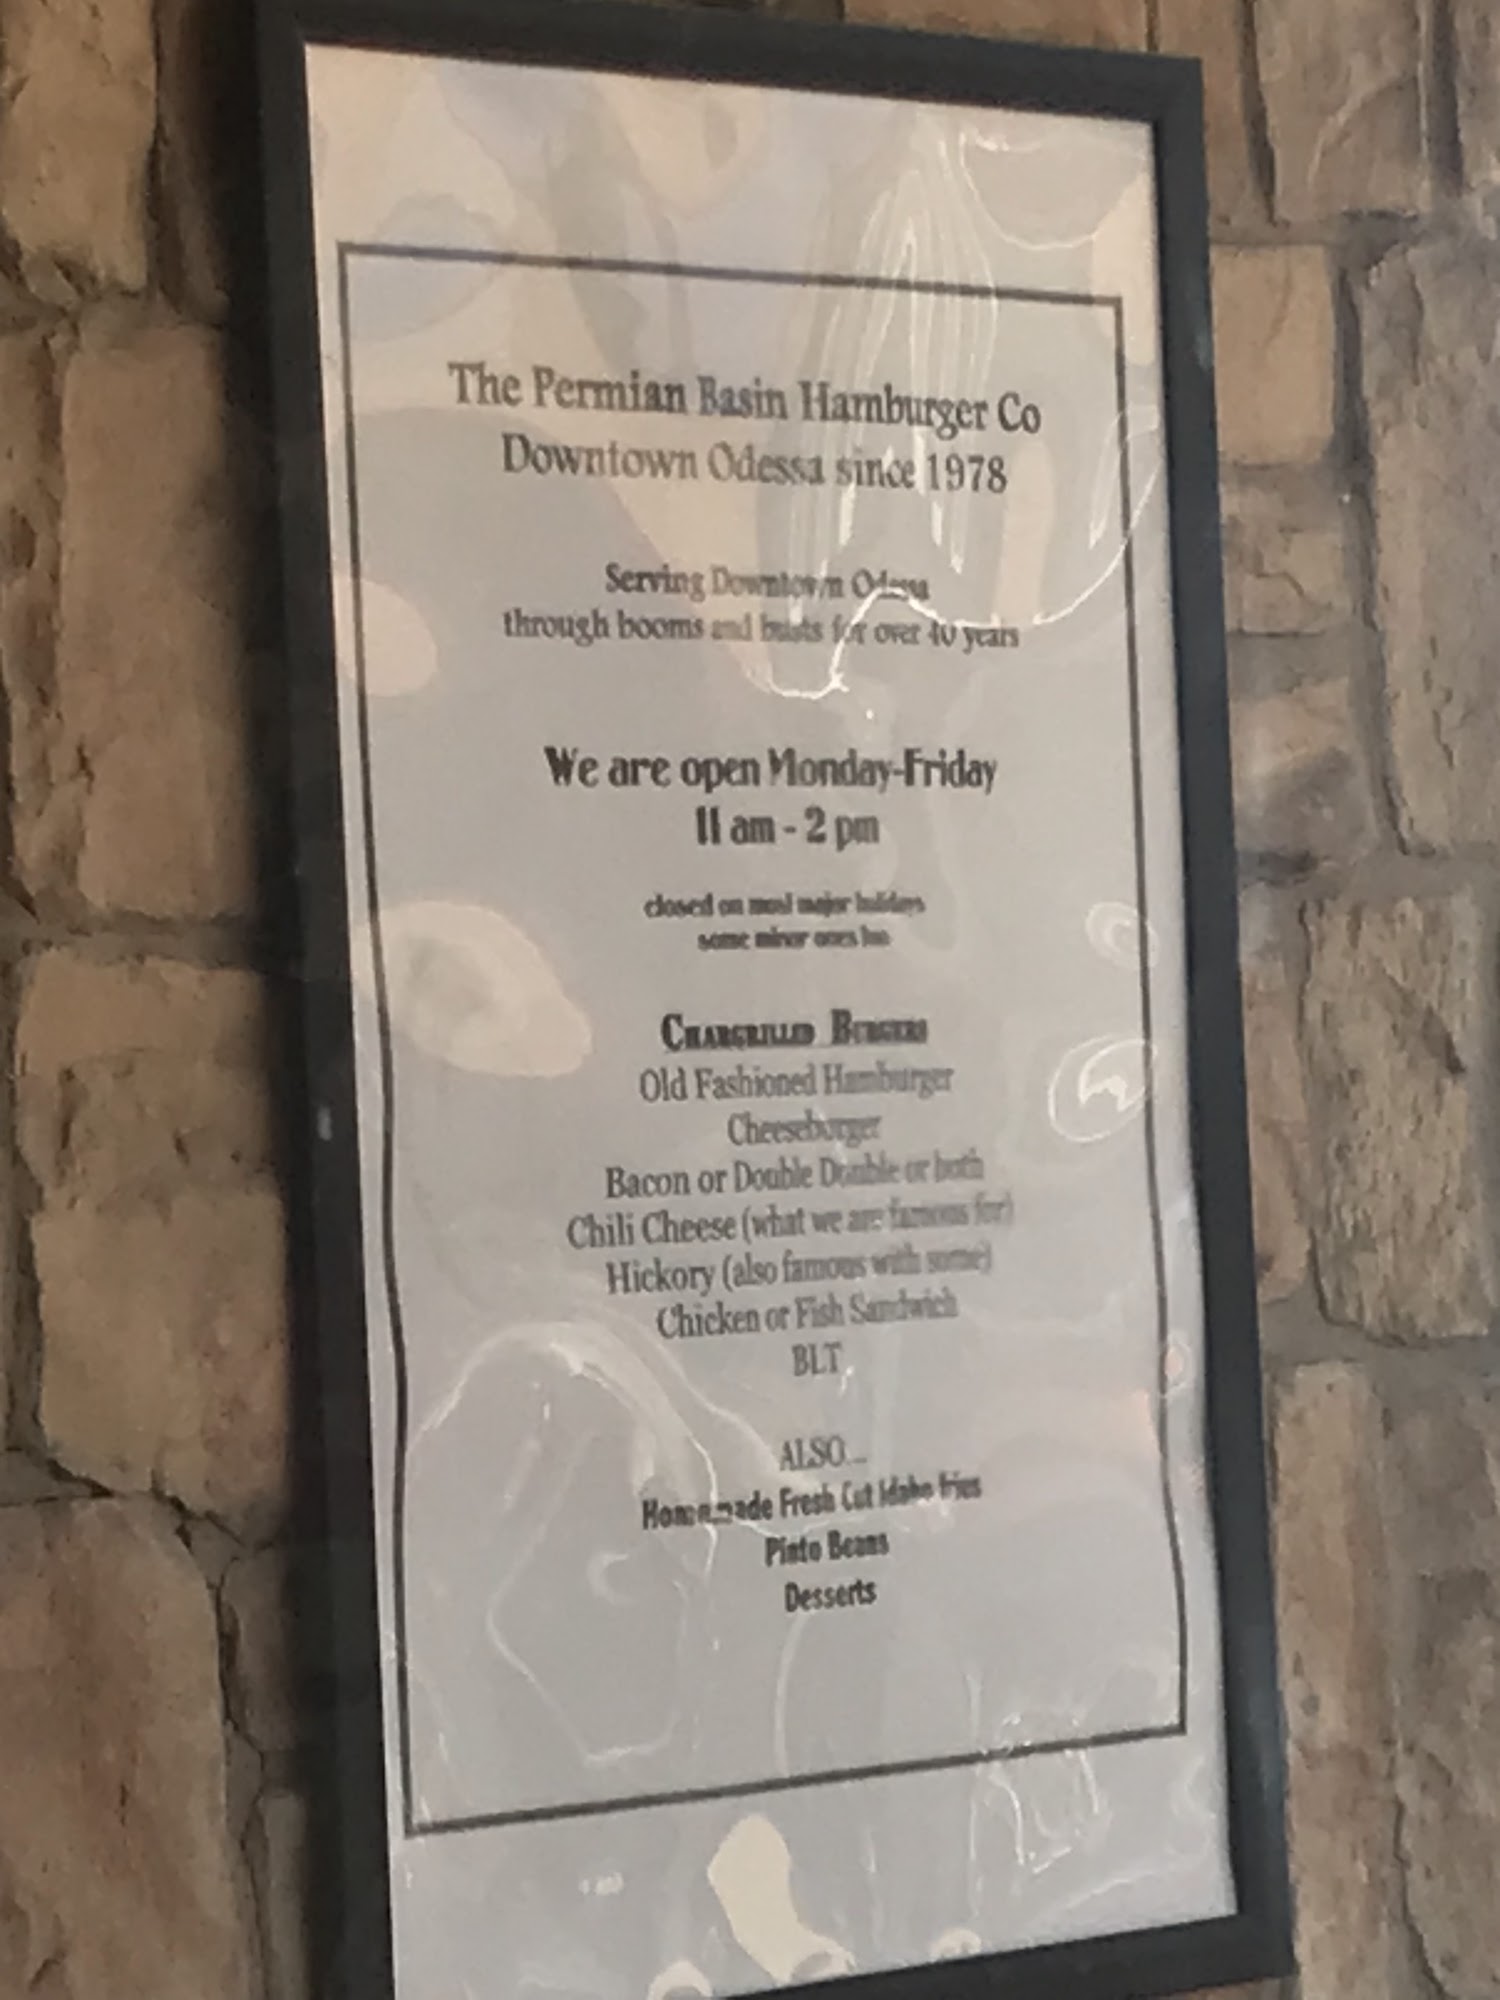 The Permian Basin Hamburger Co
Downtown Odessa since 1978
Serving Downtown Odessa
through booms and busts for over 40 years
We are open Monday-Friday
11 am - 2 pm
closed on most major holidays
some minor ones too
CHARGRILLED BURGERS
Old Fashioned Hamburger
Cheeseburger
Bacon or Double Double or both
Chili Cheese (what we are famous for)
Hickory (also famous with some)
Chicken or Fish Sandwich
BLT
ALSO...
Homemade Fresh Cut Idaho fries
Pinto Beans
Desserts